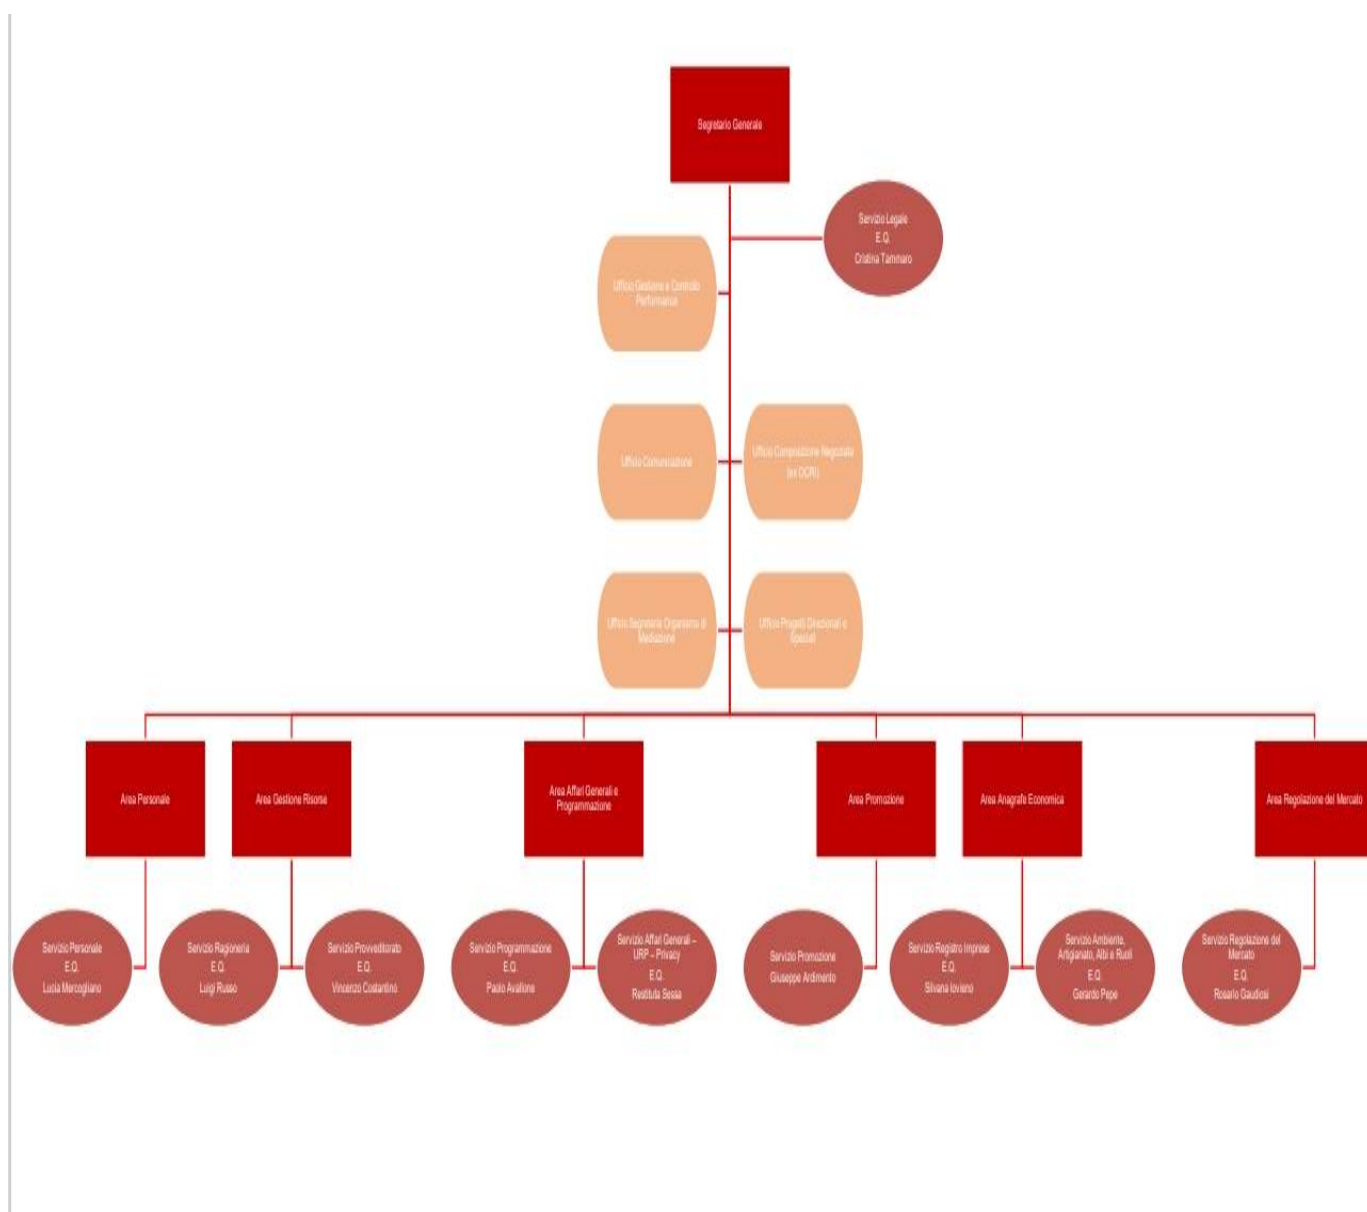 Segretario Generale
Servizio Legale
E.Q.
Cristina Tammaro
Ufficio Gestione e Controllo
Performance
Ufficio Comunicazione
Ufficio Composizione Negoziata
(ex OCRI)
Ufficio Segreteria Organismo di
Mediazione
Ufficio Progetti Direzionali e
Speciali
Area Personale
Area Gestione Risorse
Area Affari Generali e
Programmazione
Area Promozione
Area Anagrafe Economica
Area Regolazione del Mercato
Servizio Personale
E.Q.
Lucia Mercogliano
Servizio Ragioneria
E.Q.
Luigi Russo
Servizio Provveditorato
E.Q.
Vincenzo Costantino
Servizio Programmazione
E.Q.
Paolo Avallone
Servizio Affari Generali –
URP – Privacy
E.Q.
Restituta Sessa
Servizio Promozione
Giuseppe Ardimento
Servizio Registro Imprese
E.Q.
Silvana Iovieno
Servizio Ambiente,
Artigianato, Albi e Ruoli
E.Q.
Gerardo Pepe
Servizio Regolazione del
Mercato
E.Q.
Rosario Gaudiosi